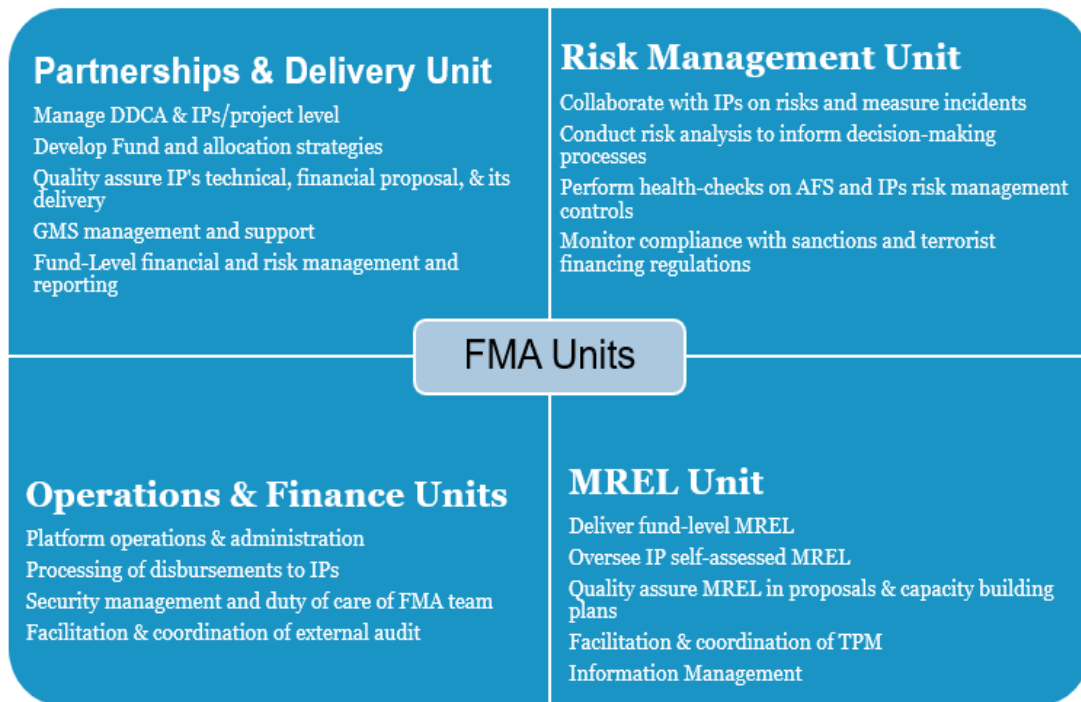 Partnerships & Delivery Unit
Manage DDCA & IPs/project level
Develop Fund and allocation strategies
Quality assure IP's technical, financial proposal, & its
delivery
GMS management and support
Fund-Level financial and risk management and
reporting
Risk Management Unit
Collaborate with IPs on risks and measure incidents
Conduct risk analysis to inform decision-making
processes
Perform health-checks on AFS and IPs risk management
controls
Monitor compliance with sanctions and terrorist
financing regulations
FMA Units
Operations & Finance Units
Platform operations & administration
Processing of disbursements to IPs
Security management and duty of care of FMA team
Facilitation & coordination of external audit
MREL Unit
Deliver fund-level MREL
Oversee IP self-assessed MREL
Quality assure MREL in proposals & capacity building
plans
Facilitation & coordination of TPM
Information Management